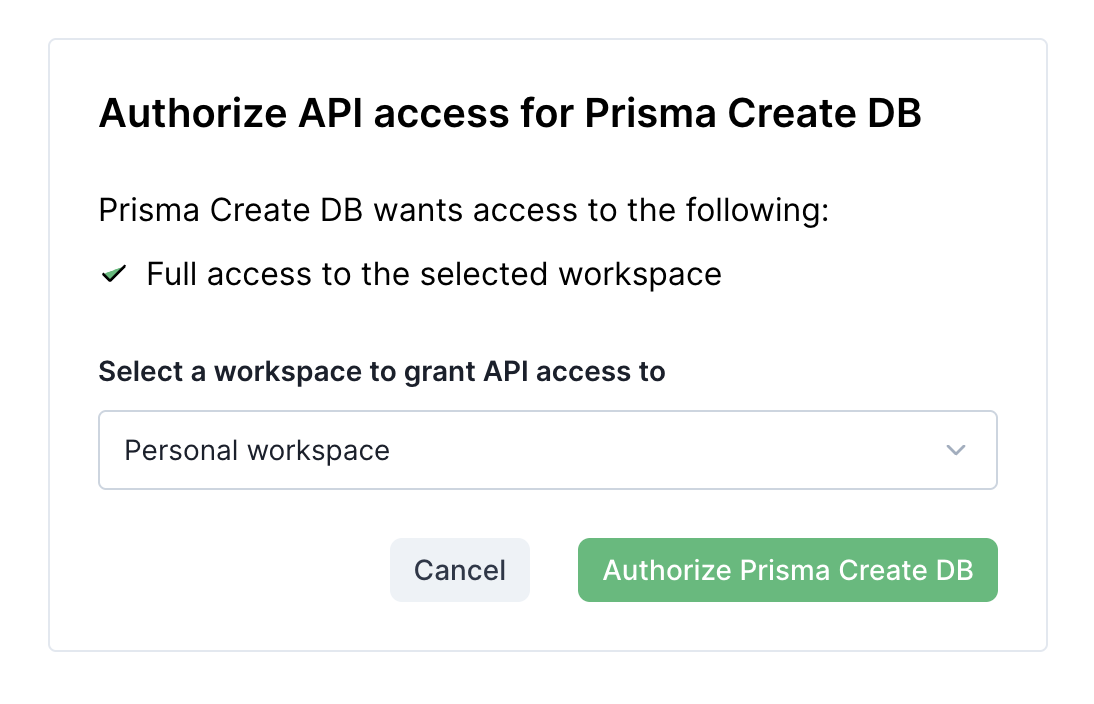 Authorize API access for Prisma Create DB
Prisma Create DB wants access to the following:
Full access to the selected workspace
Select a workspace to grant API access to
Personal workspace
Cancel
Authorize Prisma Create DB